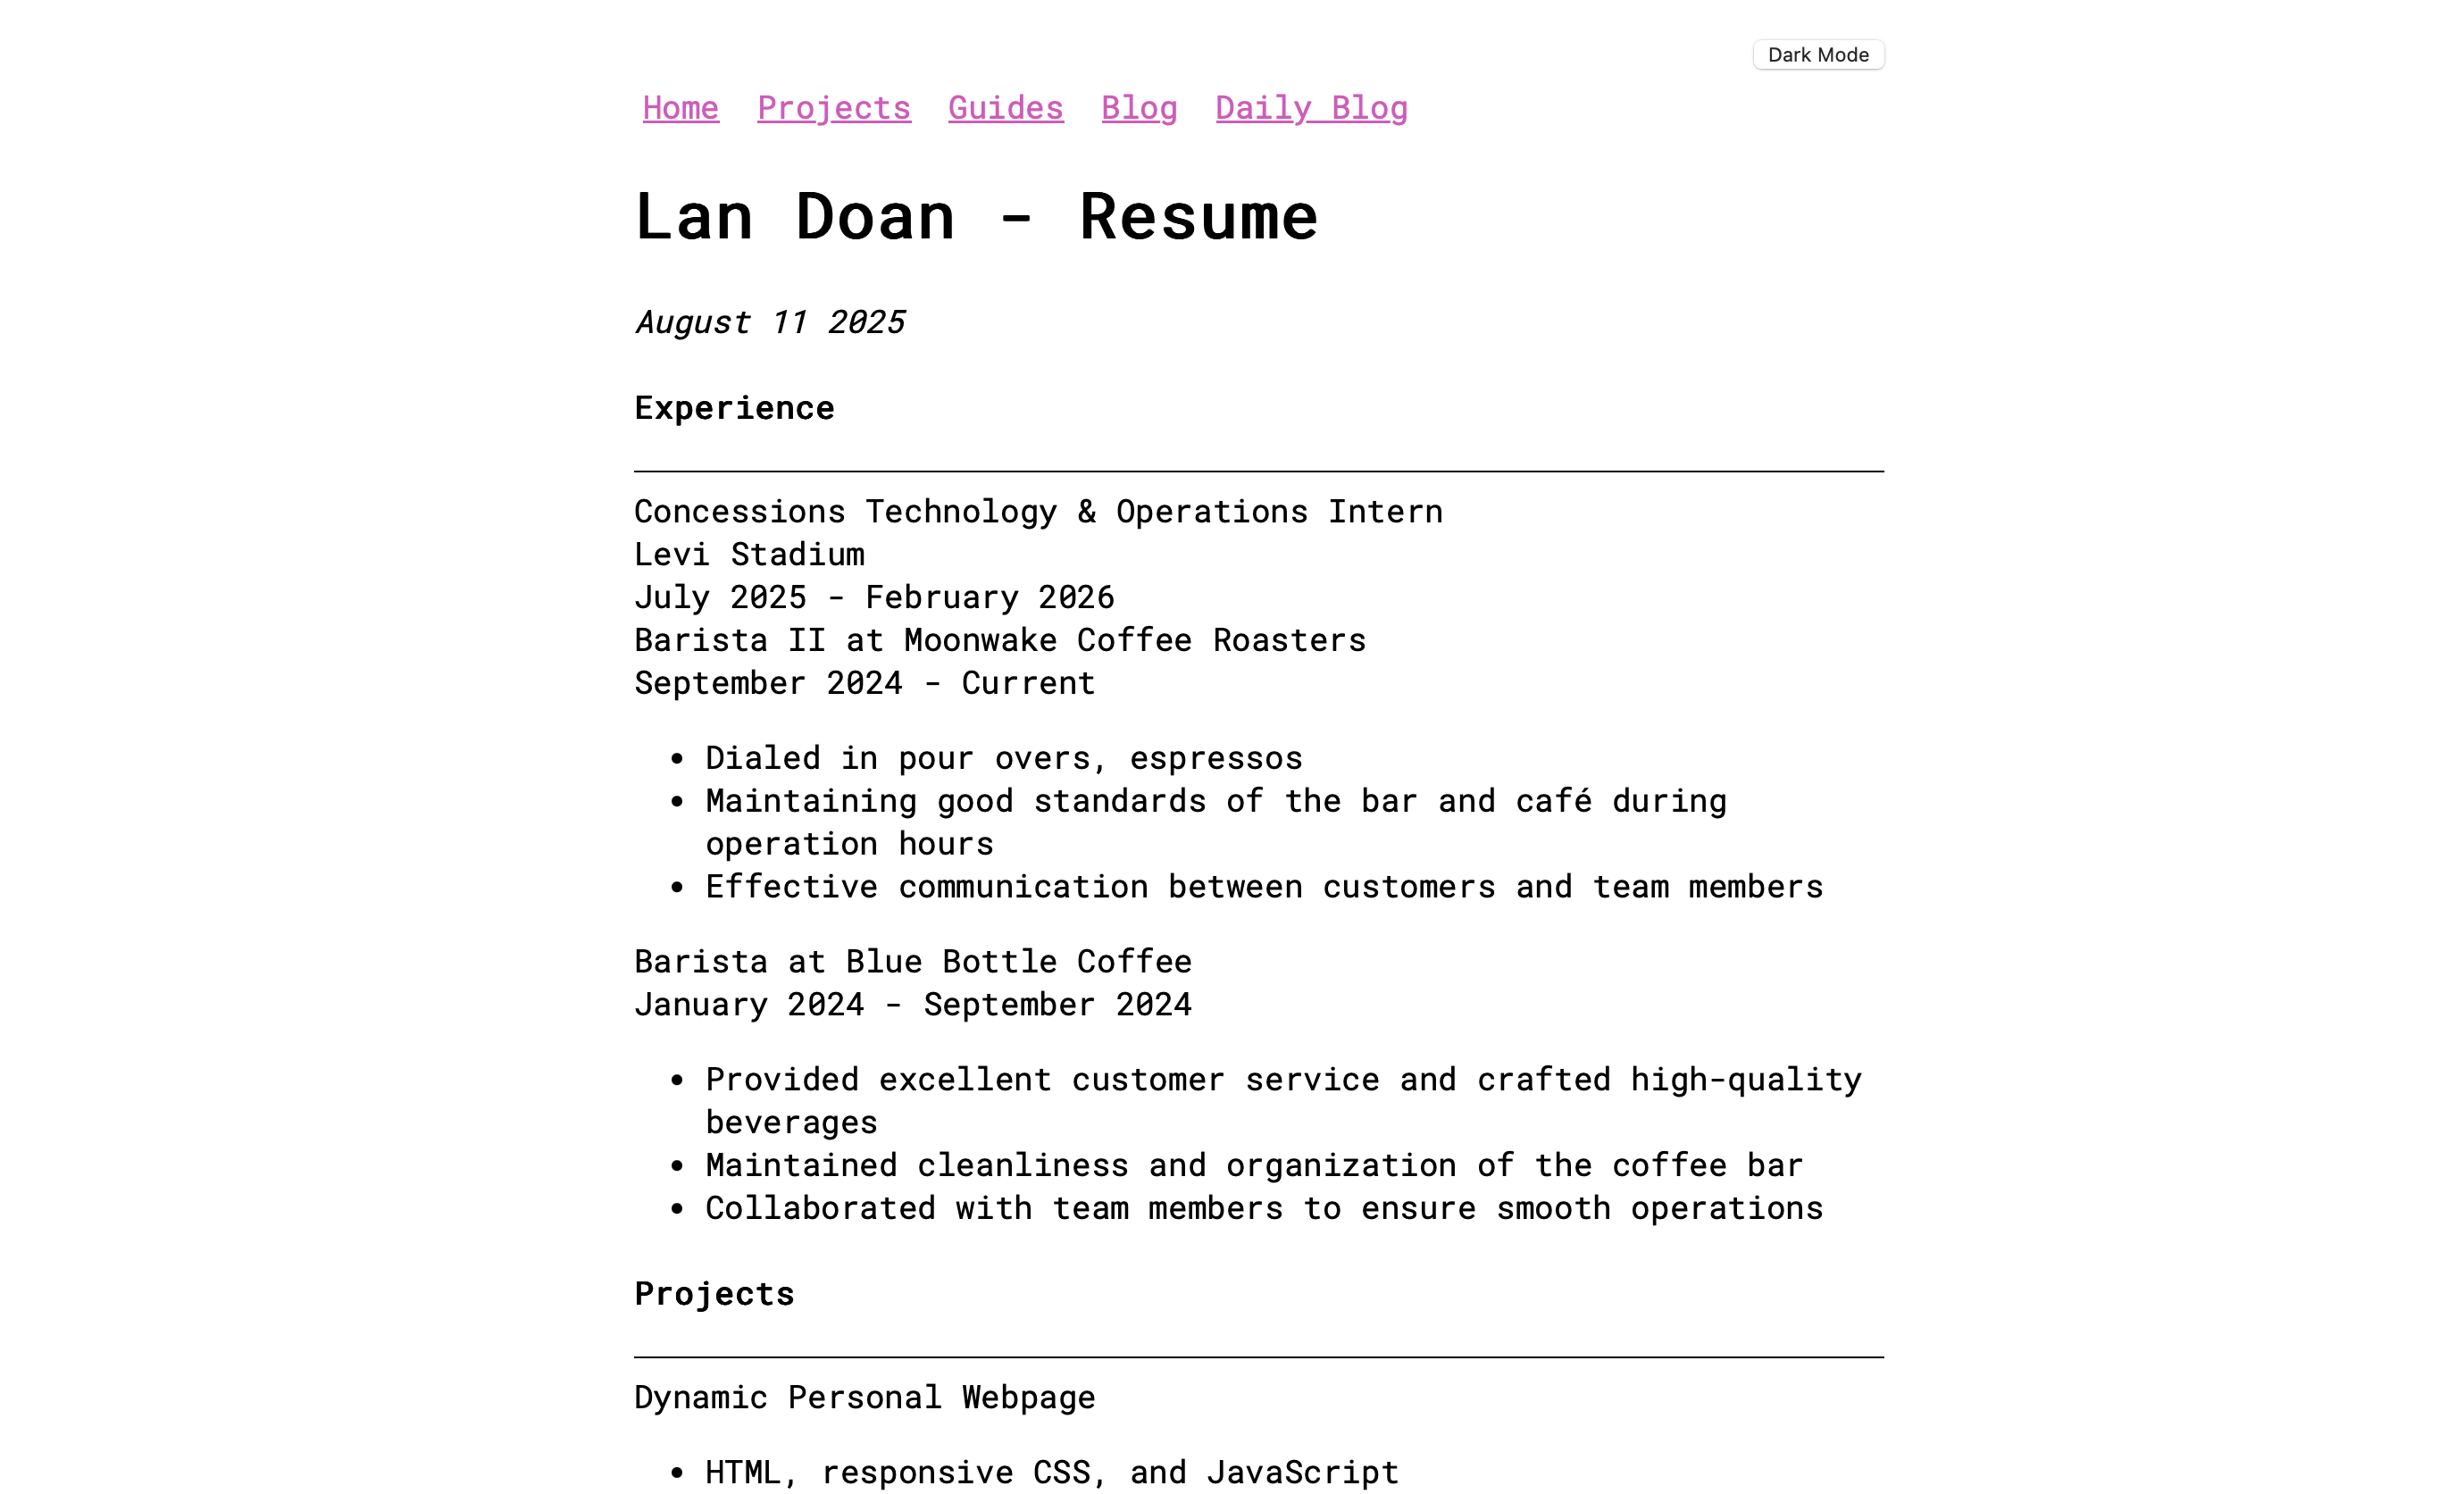 Dark Mode
Home Projects Guides Blog Daily Blog
Lan Doan - Resume
August 11 2025
Experience
Concessions Technology & Operations Intern
Levi Stadium
July 2025 - February 2026
Barista II at Moonwake Coffee Roasters
September 2024 - Current
• Dialed in pour overs, espressos
• Maintaining good standards of the bar and café during
operation hours
• Effective communication between customers and team members
Barista at Blue Bottle Coffee
January 2024 - September 2024
• Provided excellent customer service and crafted high-quality
beverages
• Maintained cleanliness and organization of the coffee bar
• Collaborated with team members to ensure smooth operations
Projects
Dynamic Personal Webpage
• HTML, responsive CSS, and JavaScript